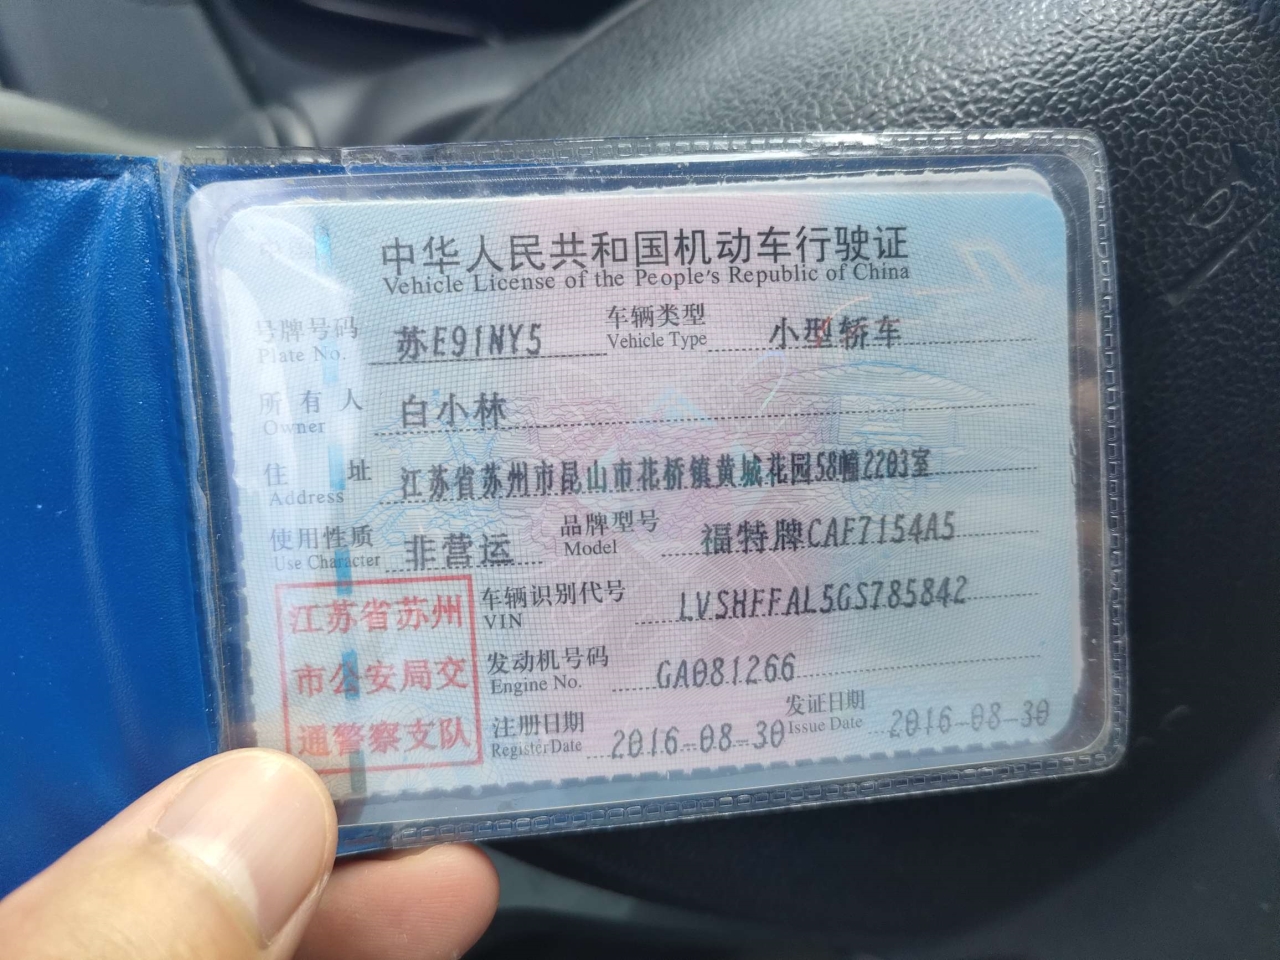 中华人民共和国机动车行驶证
Vehicle License of the People's Republic of China
号牌号码 苏E91NY5 车辆类型 小型轿车
Plate No. Vehicle Type
所有人 白小林
Owner
住址 江苏省苏州市昆山市花桥镇黄城花园58幢2203室
Address
使用性质 非营运 品牌型号 福特牌CAF7154A5
Use Character Model
江苏省苏州
市公安局交
通警察支队
车辆识别代号 LVSHFFAL5GS785842
VIN
发动机号码 GA081266
Engine No.
注册日期 2016-08-30 发证日期 2016-08-30
Register Date Issue Date